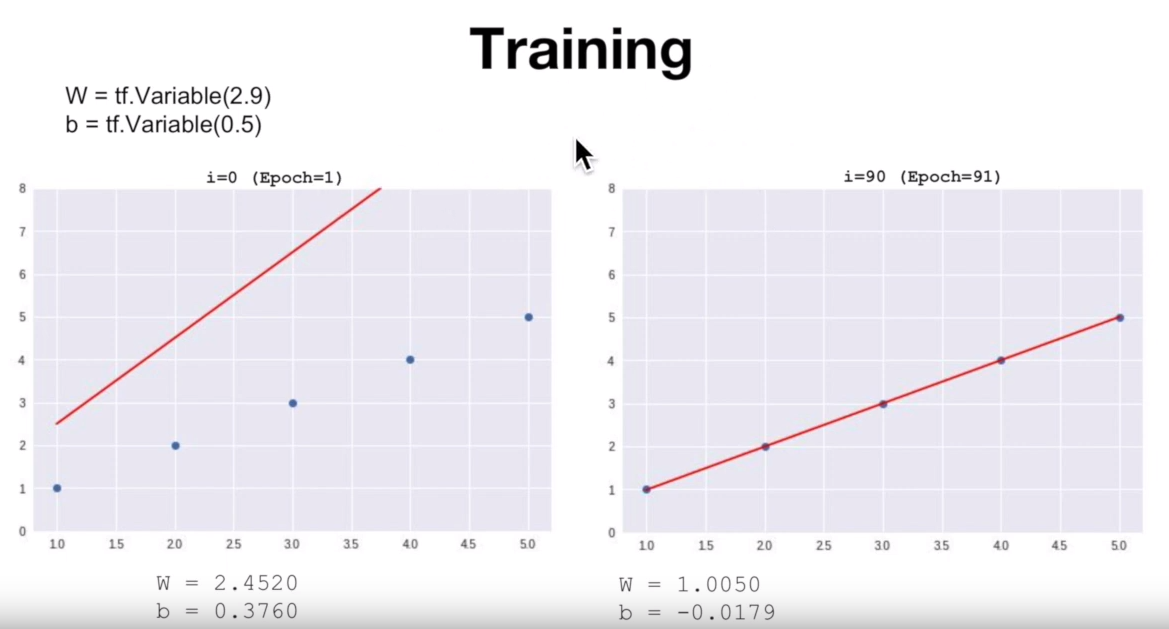 Training
W = tf.Variable(2.9)
b = tf.Variable(0.5)
i=0 (Epoch=1)
8
7
6
5
4
3
2
1
0
1.0 1.5 2.0 2.5 3.0 3.5 4.0 4.5 5.0
W = 2.4520
b = 0.3760
i=90 (Epoch=91)
8
7
6
5
4
3
2
1
0
1.0 1.5 2.0 2.5 3.0 3.5 4.0 4.5 5.0
W = 1.0050
b = -0.0179